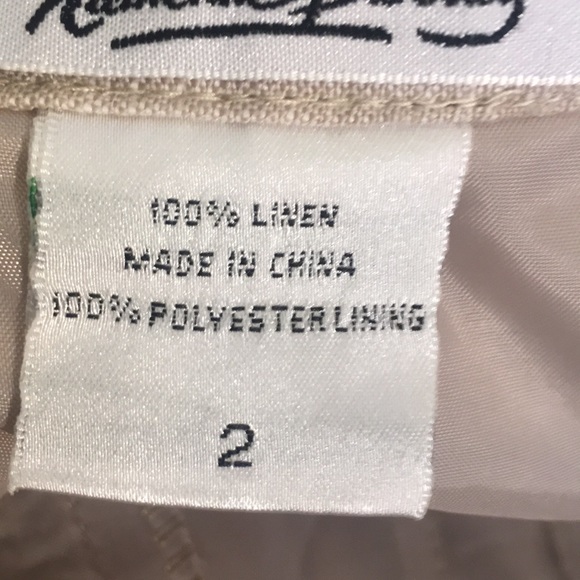 100% LINEN
MADE IN CHINA
100% POLYESTER LINING
2